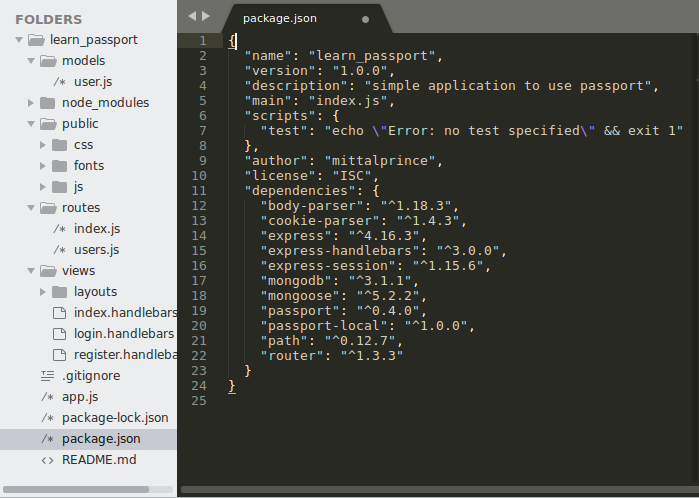 FOLDERS
learn_passport
models
user.js
node_modules
public
css
fonts
js
routes
index.js
users.js
views
layouts
index.handlebars
login.handlebars
register.handleba
.gitignore
app.js
package-lock.json
package.json
README.md
package.json
1 {
2 "name": "learn_passport",
3 "version": "1.0.0",
4 "description": "simple application to use passport",
5 "main": "index.js",
6 "scripts": {
7 "test": "echo \"Error: no test specified\" && exit 1"
8 },
9 "author": "mittalprince",
10 "license": "ISC",
11 "dependencies": {
12 "body-parser": "^1.18.3",
13 "cookie-parser": "^1.4.3",
14 "express": "^4.16.3",
15 "express-handlebars": "^3.0.0",
16 "express-session": "^1.15.6",
17 "mongodb": "^3.1.1",
18 "mongoose": "^5.2.2",
19 "passport": "^0.4.0",
20 "passport-local": "^1.0.0",
21 "path": "^0.12.7",
22 "router": "^1.3.3"
23 }
24 }
25